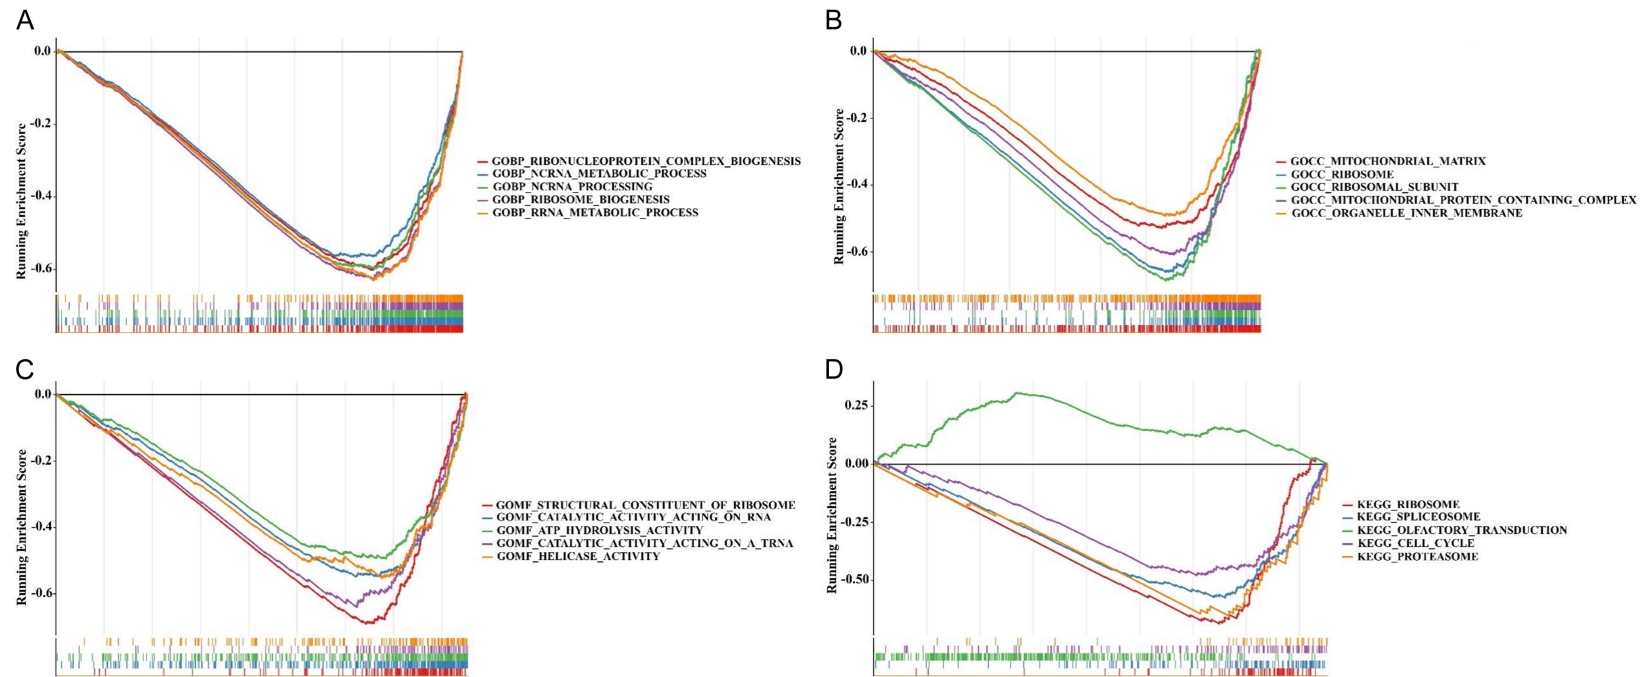 A
Running Enrichment Score
0.0
-0.2
-0.4
-0.6
GOBP_RIBONUCLEOPROTEIN_COMPLEX_BIOGENESIS
GOBP_NCRNA_METABOLIC_PROCESS
GOBP_NCRNA_PROCESSING
GOBP_RIBOSOME_BIOGENESIS
GOBP_RRNA_METABOLIC_PROCESS
B
Running Enrichment Score
0.0
-0.2
-0.4
-0.6
GOCC_MITOCHONDRIAL_MATRIX
GOCC_RIBOSOME
GOCC_RIBOSOMAL_SUBUNIT
GOCC_MITOCHONDRIAL_PROTEIN_CONTAINING_COMPLEX
GOCC_ORGANELLE_INNER_MEMBRANE
C
Running Enrichment Score
0.0
-0.2
-0.4
-0.6
GOMF_STRUCTURAL_CONSTITUENT_OF_RIBOSOME
GOMF_CATALYTIC_ACTIVITY_ACTING_ON_RNA
GOMF_ATP_HYDROLYSIS_ACTIVITY
GOMF_CATALYTIC_ACTIVITY_ACTING_ON_A_TRNA
GOMF_HELICASE_ACTIVITY
D
Running Enrichment Score
0.25
0.00
-0.25
-0.50
KEGG_RIBOSOME
KEGG_SPLICEOSOME
KEGG_OLFACTORY_TRANSDUCTION
KEGG_CELL_CYCLE
KEGG_PROTEASOME